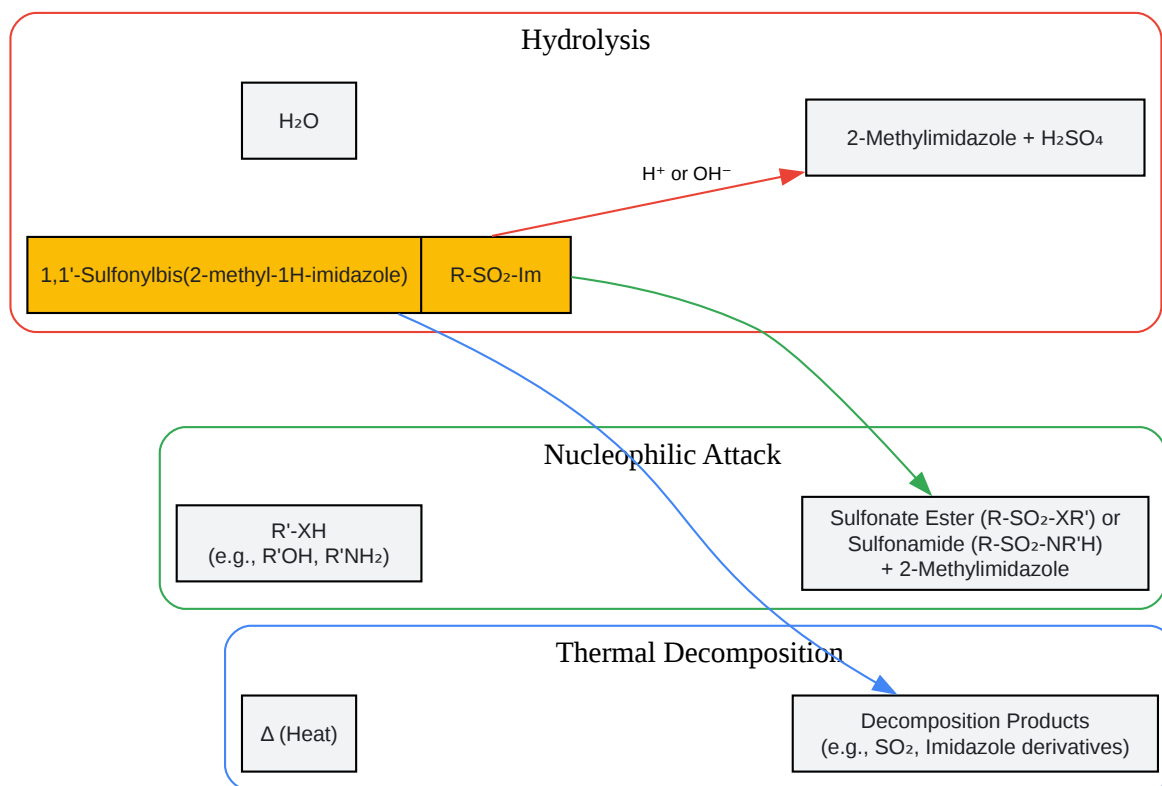 Hydrolysis
H₂O
2-Methylimidazole + H₂SO₄
H⁺ or OH⁻
1,1'-Sulfonylbis(2-methyl-1H-imidazole)
R-SO₂-Im
Nucleophilic Attack
R'-XH
(e.g., R'OH, R'NH₂)
Sulfonate Ester (R-SO₂-XR') or
Sulfonamide (R-SO₂-NR'H)
+ 2-Methylimidazole
Thermal Decomposition
Δ (Heat)
Decomposition Products
(e.g., SO₂, Imidazole derivatives)